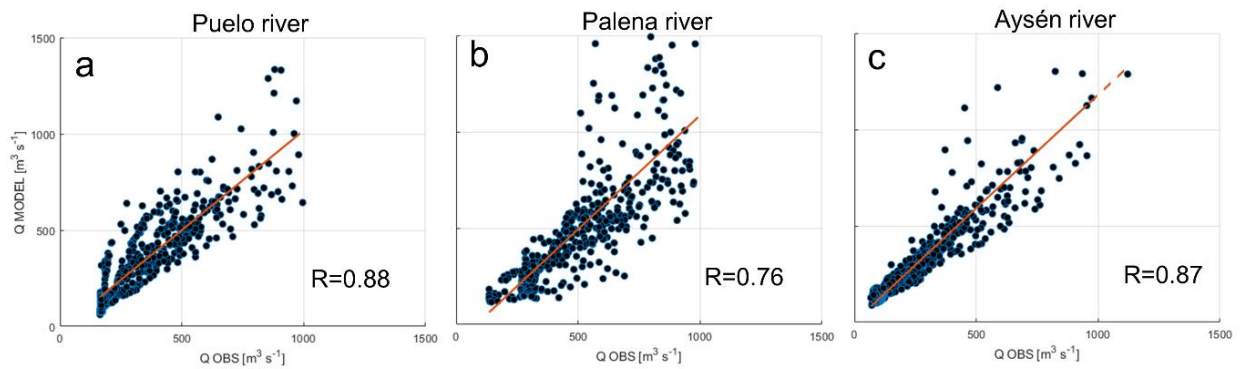 Puelo river
Palena river
Aysén river
a
b
c
1500
1000
500
0
Q MODEL [m³ s⁻¹]
R=0.88
R=0.76
R=0.87
0
500
1000
1500
500
1000
1500
0
500
1000
1500
Q OBS [m³ s⁻¹]
Q OBS [m³ s⁻¹]
Q OBS [m³ s⁻¹]